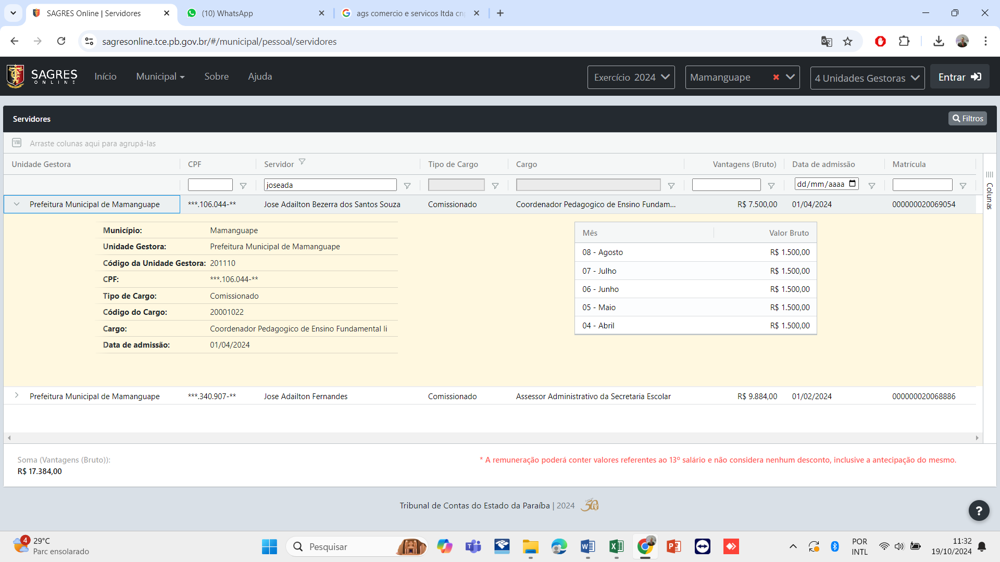 SAGRES Online | Servidores
(10) WhatsApp
ags comercio e servicos ltda cn
sagresonline.tce.pb.gov.br/#/municipal/pessoal/servidores
SAGRES
ONLINE
Início
Municipal
Sobre
Ajuda
Exercício 2024
Mamanguape
4 Unidades Gestoras
Entrar
Servidores
Filtros
Arraste colunas aqui para agrupá-las
Unidade Gestora CPF Servidor Tipo de Cargo Cargo Vantagens (Bruto) Data de admissão Matrícula
joseada dd/mm/aaaa
Colunas
Prefeitura Municipal de Mamanguape ***.106.044-** Jose Adailton Bezerra dos Santos Souza Comissionado Coordenador Pedagogico de Ensino Fundam... R$ 7.500,00 01/04/2024 000000020069054
Município: Mamanguape
Unidade Gestora: Prefeitura Municipal de Mamanguape
Código da Unidade Gestora: 201110
CPF: ***.106.044-**
Tipo de Cargo: Comissionado
Código do Cargo: 20001022
Cargo: Coordenador Pedagogico de Ensino Fundamental Ii
Data de admissão: 01/04/2024
Mês Valor Bruto
08 - Agosto R$ 1.500,00
07 - Julho R$ 1.500,00
06 - Junho R$ 1.500,00
05 - Maio R$ 1.500,00
04 - Abril R$ 1.500,00
Prefeitura Municipal de Mamanguape ***.340.907-** Jose Adailton Fernandes Comissionado Assessor Administrativo da Secretaria Escolar R$ 9.884,00 01/02/2024 000000020068886
Soma (Vantagens (Bruto)):
R$ 17.384,00
* A remuneração poderá conter valores referentes ao 13º salário e não considera nenhum desconto, inclusive a antecipação do mesmo.
Tribunal de Contas do Estado da Paraíba | 2024
50
?
4
29°C
Parc ensolarado
Pesquisar
POR
INTL
11:32
19/10/2024